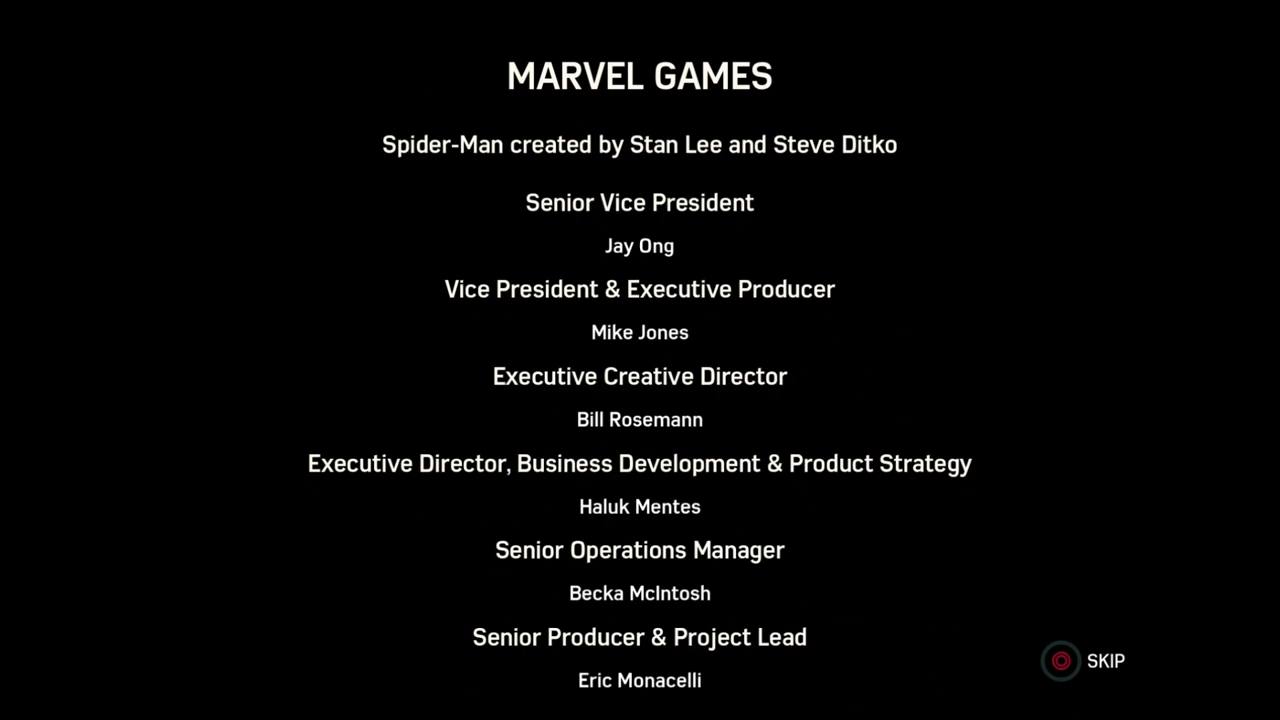 MARVEL GAMES
Spider-Man created by Stan Lee and Steve Ditko
Senior Vice President
Jay Ong
Vice President & Executive Producer
Mike Jones
Executive Creative Director
Bill Rosemann
Executive Director, Business Development & Product Strategy
Haluk Mentes
Senior Operations Manager
Becka McIntosh
Senior Producer & Project Lead
SKIP
Eric Monacelli